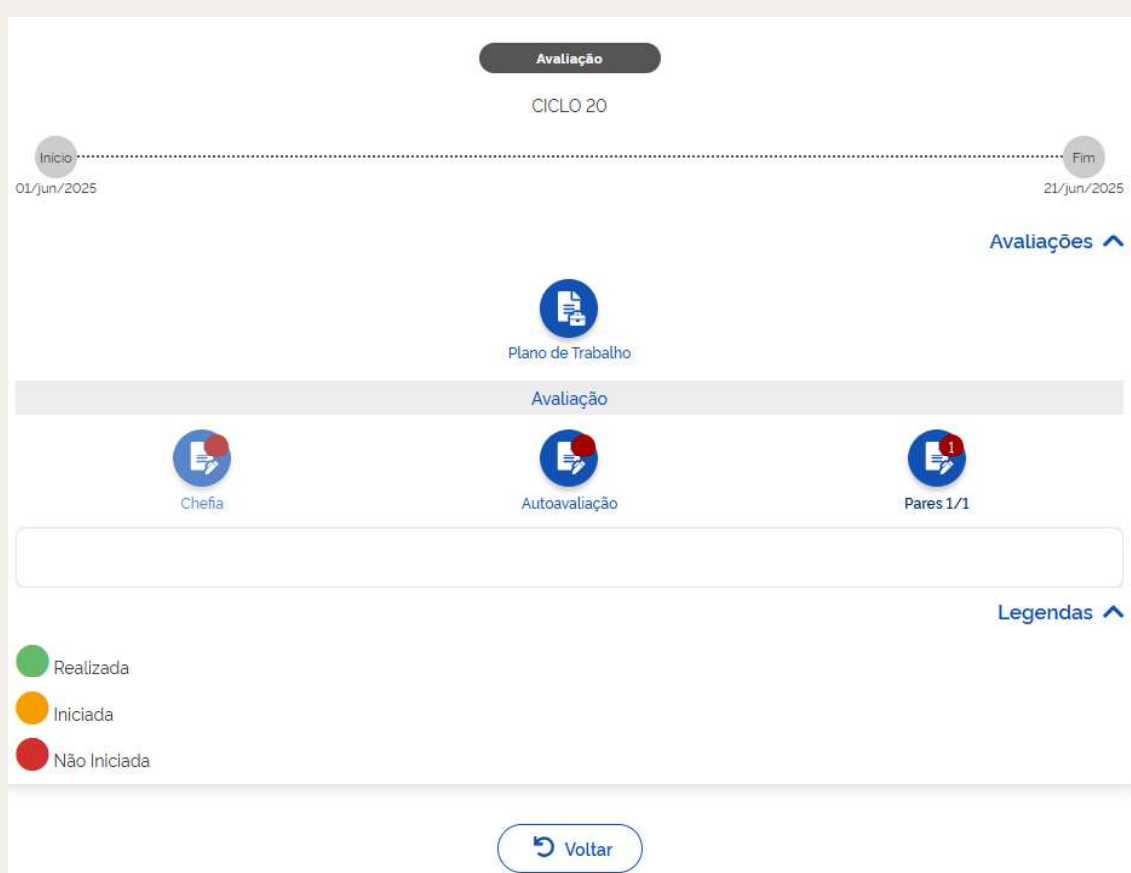 Avaliação
CICLO 20
Início
Fim
01/jun/2025
21/jun/2025
Avaliações
Plano de Trabalho
Avaliação
1
Chefia
Autoavaliação
Pares 1/1
Legendas
Realizada
Iniciada
Não Iniciada
Voltar